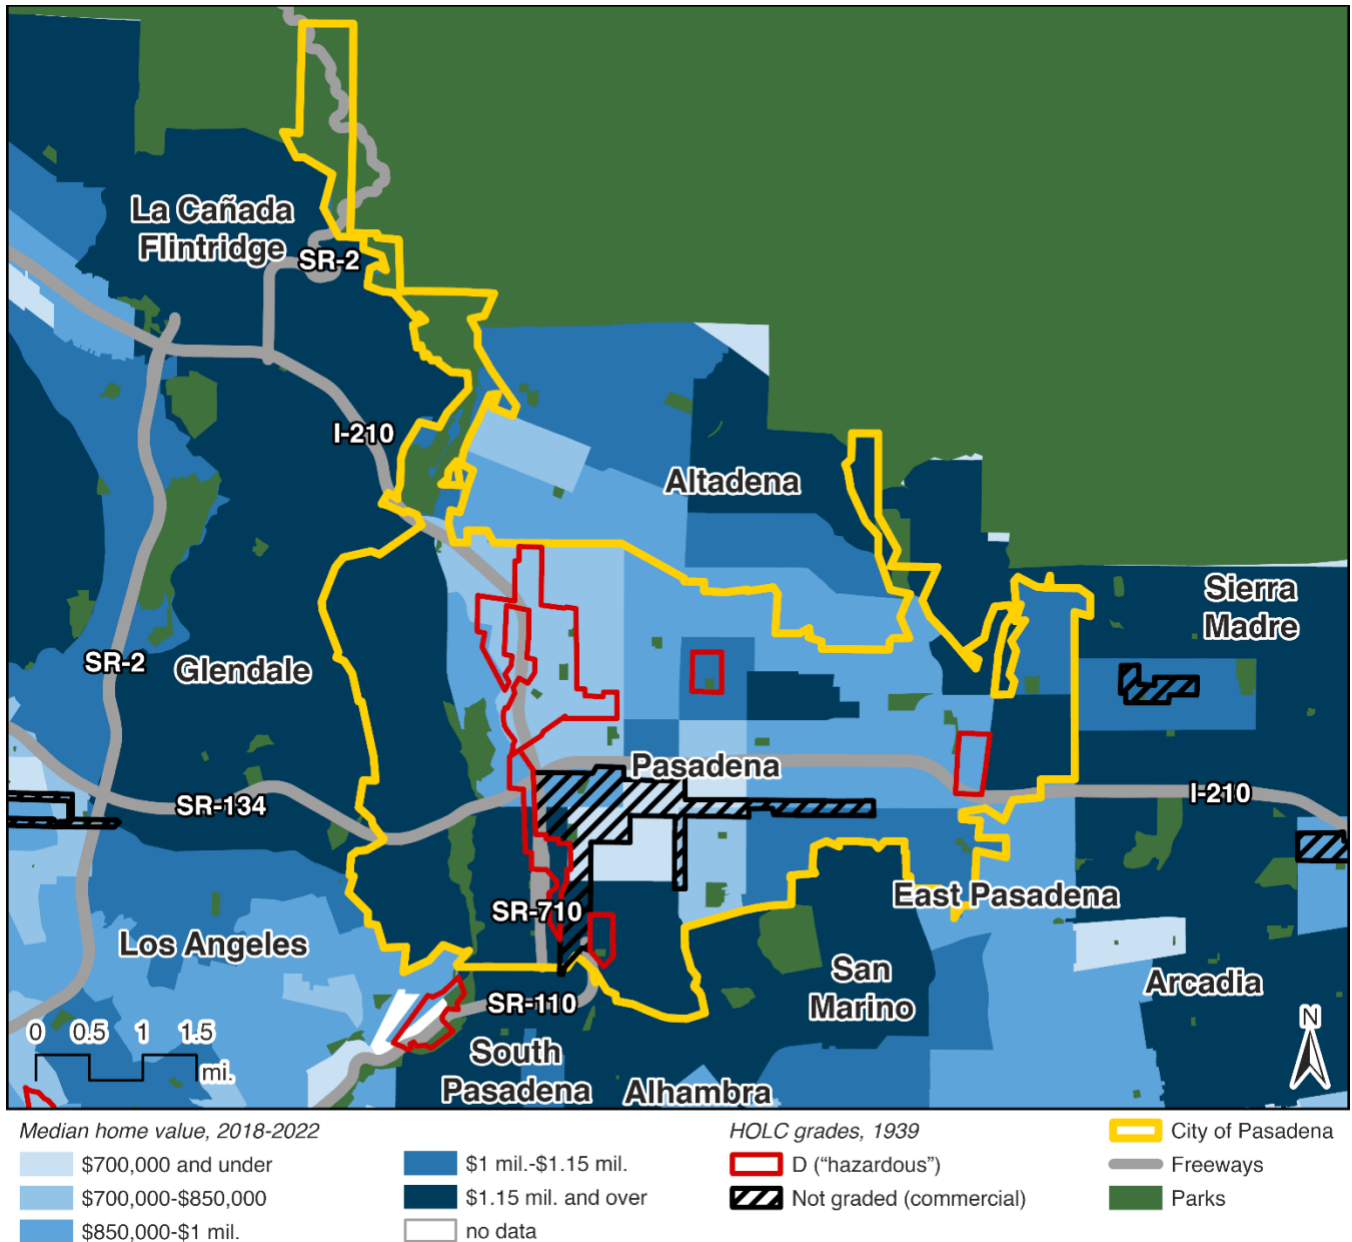 La Cañada
Flintridge
SR-2
I-210
Altadena
Sierra
Madre
SR-2
Glendale
Pasadena
SR-134
I-210
East Pasadena
SR-710
Los Angeles
San
Marino
Arcadia
SR-110
0 0.5 1 1.5
mi.
N
South
Pasadena
Alhambra
Median home value, 2018-2022
$700,000 and under
$700,000-$850,000
$850,000-$1 mil.
$1 mil.-$1.15 mil.
$1.15 mil. and over
no data
HOLC grades, 1939
D ("hazardous")
Not graded (commercial)
City of Pasadena
Freeways
Parks